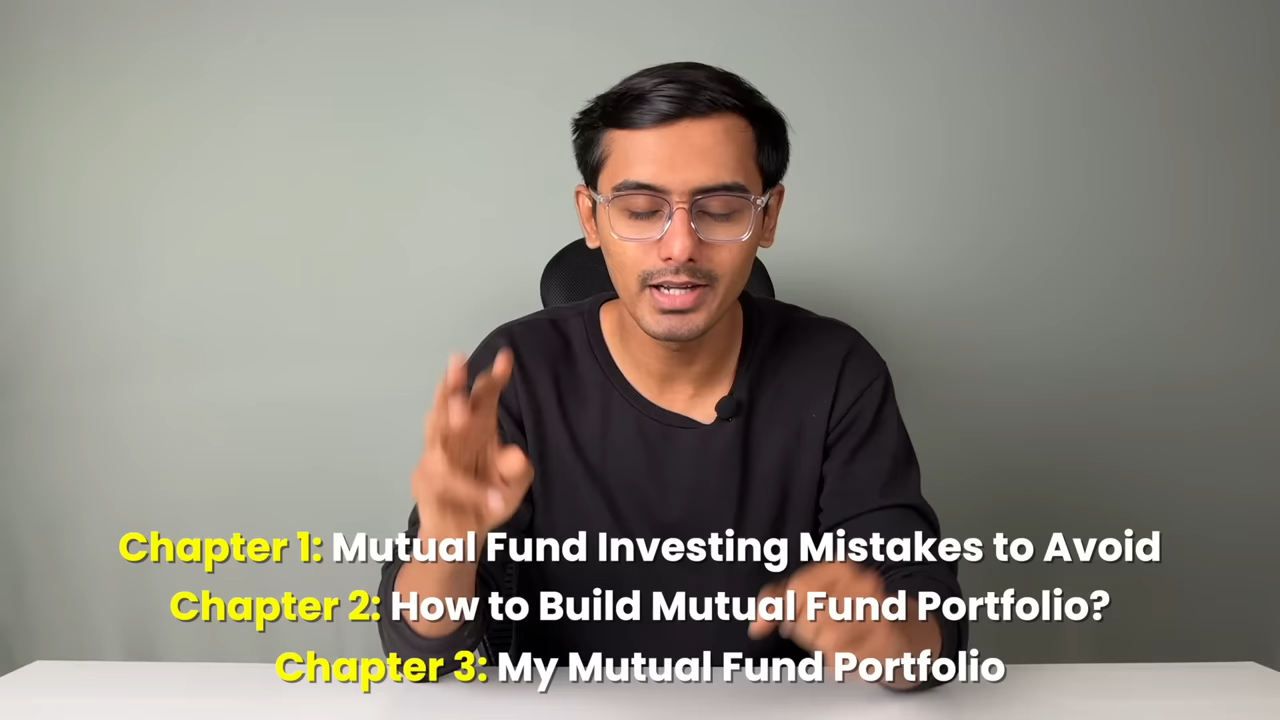 Chapter 1: Mutual Fund Investing Mistakes to Avoid
Chapter 2: How to Build Mutual Fund Portfolio?
Chapter 3: My Mutual Fund Portfolio